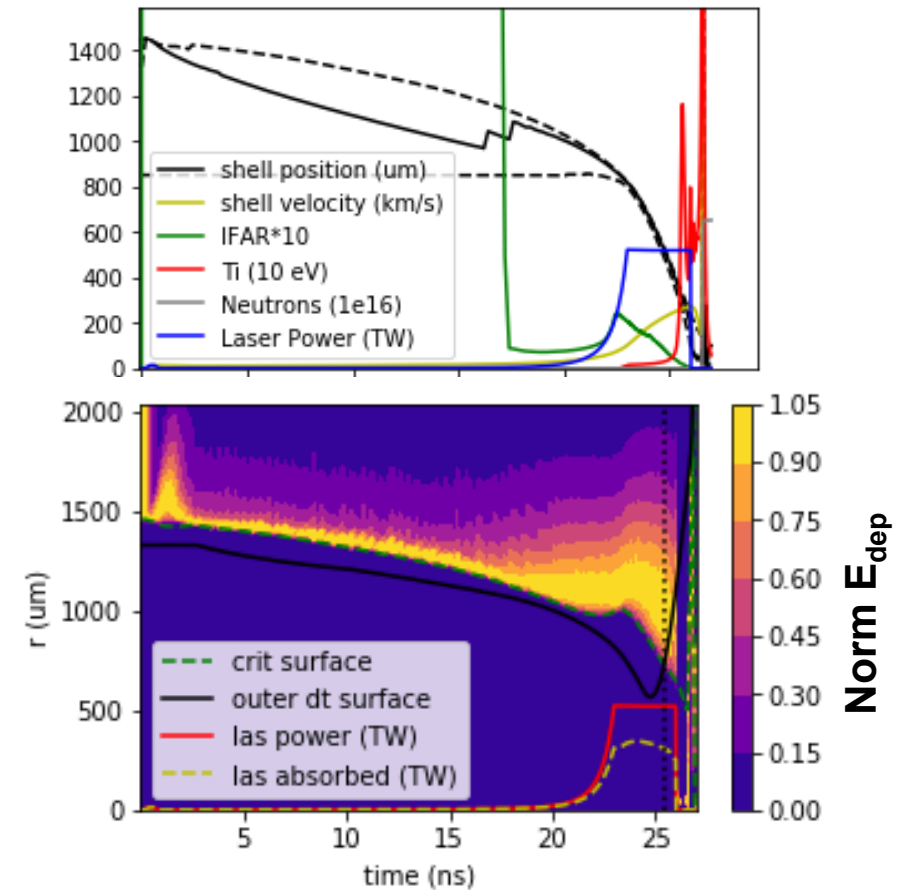 1400
1200
1000
800
600
400
200
0
shell position (um)
shell velocity (km/s)
IFAR*10
Ti (10 eV)
Neutrons (1e16)
Laser Power (TW)
2000
1500
1000
500
0
r (um)
crit surface
outer dt surface
las power (TW)
las absorbed (TW)
5 10 15 20 25
time (ns)
1.05
0.90
0.75
0.60
0.45
0.30
0.15
0.00
Norm Edep